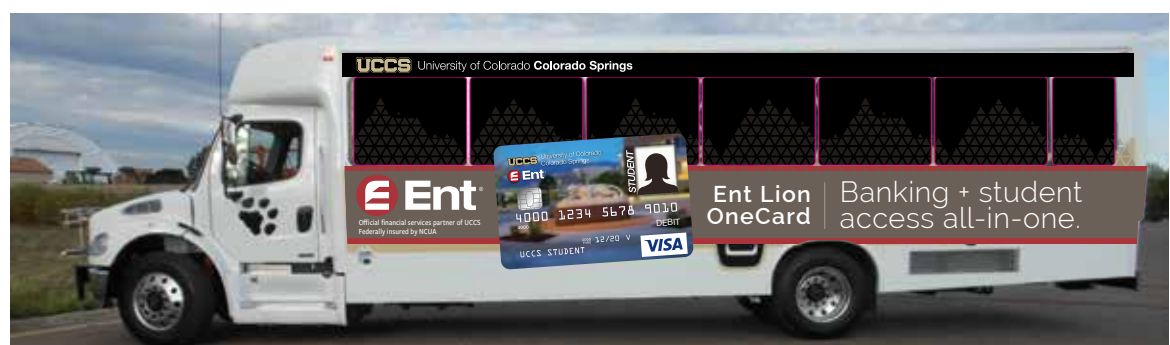 UCCS University of Colorado Colorado Springs
Ent
Official financial services partner of UCCS
Federally insured by NCUA
UCCS University of Colorado
Colorado Springs
Ent
STUDENT
4000 1234 5678 9010
4000
DEBIT
12/20 V
UCCS STUDENT
VISA
Ent Lion
OneCard
Banking + student
access all-in-one.